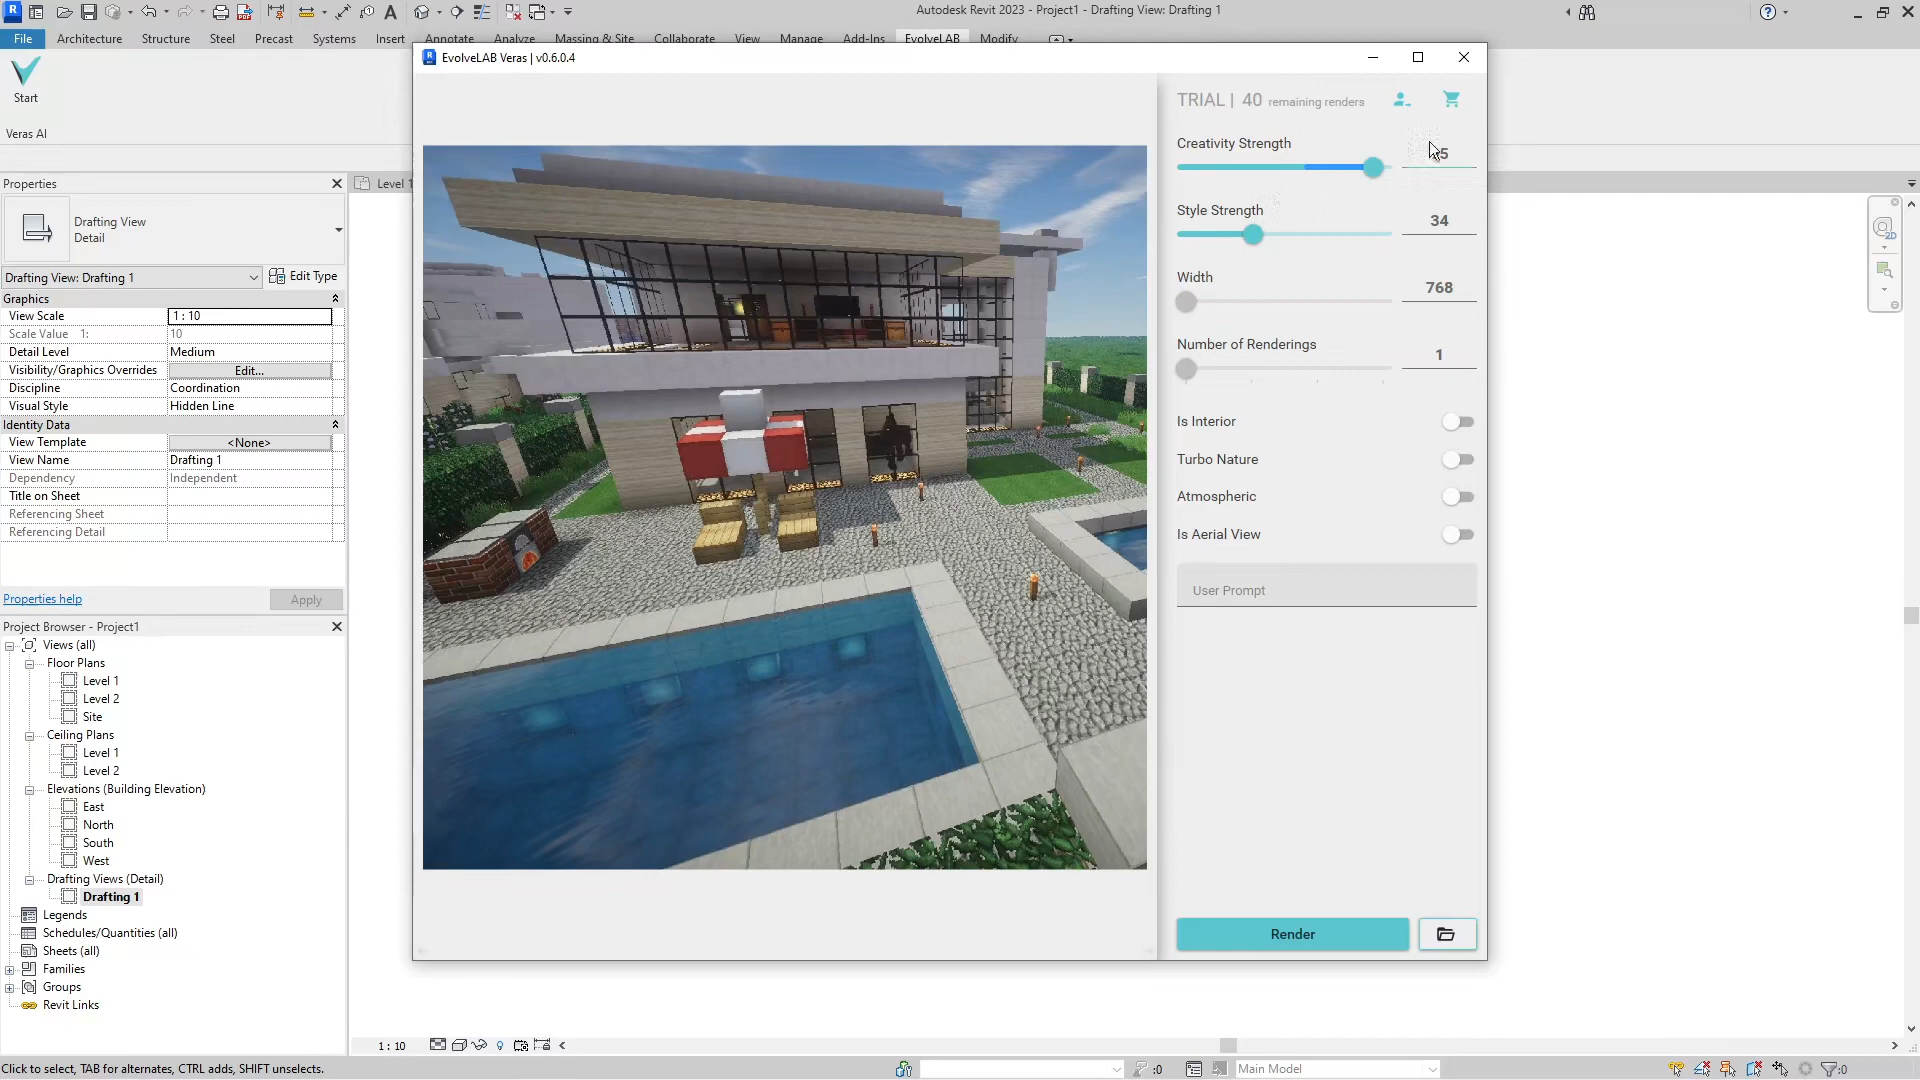 Autodesk Revit 2023 - Project1 - Drafting View: Drafting 1
File Architecture Structure Steel Precast Systems Insert Annotate Analyze Massing & Site Collaborate View Manage Add-Ins EvolveLAB Modify
Start
Veras AI
EvolveLAB Veras | v0.6.0.4
Properties
Level 1
Drafting View
Detail
Drafting View: Drafting 1
Edit Type
Graphics
View Scale 1 : 10
Scale Value 1: 10
Detail Level Medium
Visibility/Graphics Overrides Edit...
Discipline Coordination
Visual Style Hidden Line
Identity Data
View Template <None>
View Name Drafting 1
Dependency Independent
Title on Sheet
Referencing Sheet
Referencing Detail
Properties help
Apply
Project Browser - Project1
Views (all)
Floor Plans
Level 1
Level 2
Site
Ceiling Plans
Level 1
Level 2
Elevations (Building Elevation)
East
North
South
West
Drafting Views (Detail)
Drafting 1
Legends
Schedules/Quantities (all)
Sheets (all)
Families
Groups
Revit Links
TRIAL | 40 remaining renders
Creativity Strength
Style Strength
34
Width
768
Number of Renderings
1
Is Interior
Turbo Nature
Atmospheric
Is Aerial View
User Prompt
Render
2D
1 : 10
Click to select, TAB for alternates, CTRL adds, SHIFT unselects.
:0
Main Model
:0